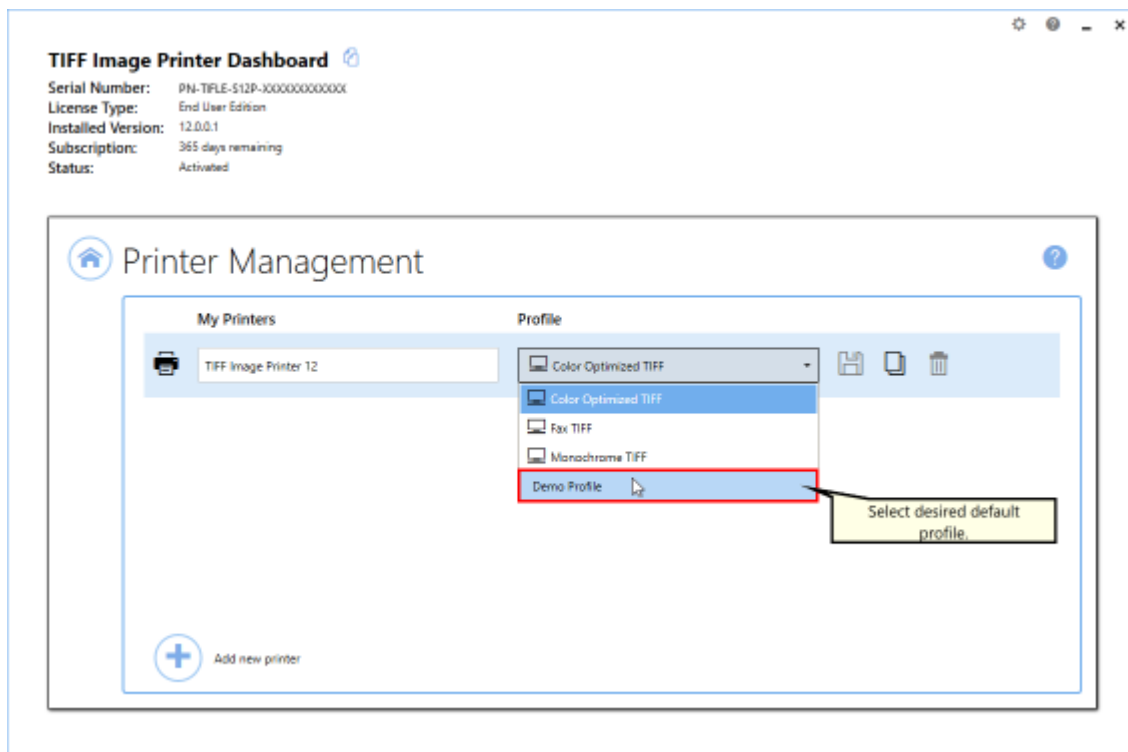 TIFF Image Printer Dashboard
Serial Number: PN-TIFLE-S12P-XXXXXXXXXXXX
License Type: End User Edition
Installed Version: 12.0.0.1
Subscription: 365 days remaining
Status: Activated
Printer Management
?
My Printers Profile
TIFF Image Printer 12 Color Optimized TIFF
Color Optimized TIFF
Fax TIFF
Monochrome TIFF
Demo Profile
Select desired default
profile.
Add new printer